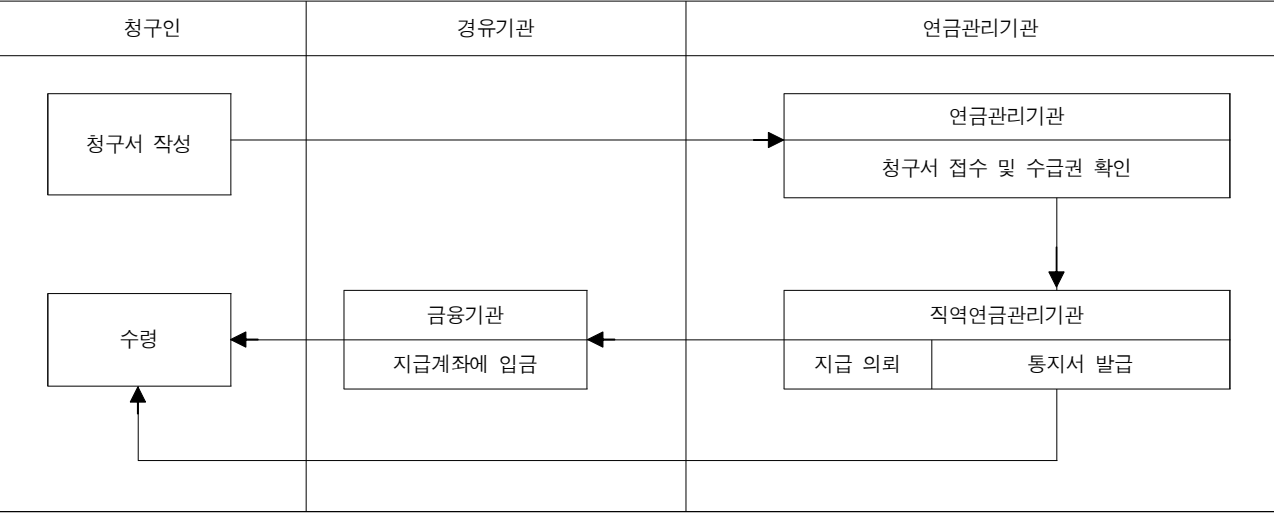 청구인
경유기관
연금관리기관
청구서 작성
연금관리기관
청구서 접수 및 수급권 확인
수령
금융기관
지급계좌에 입금
직역연금관리기관
지급 의뢰
통지서 발급